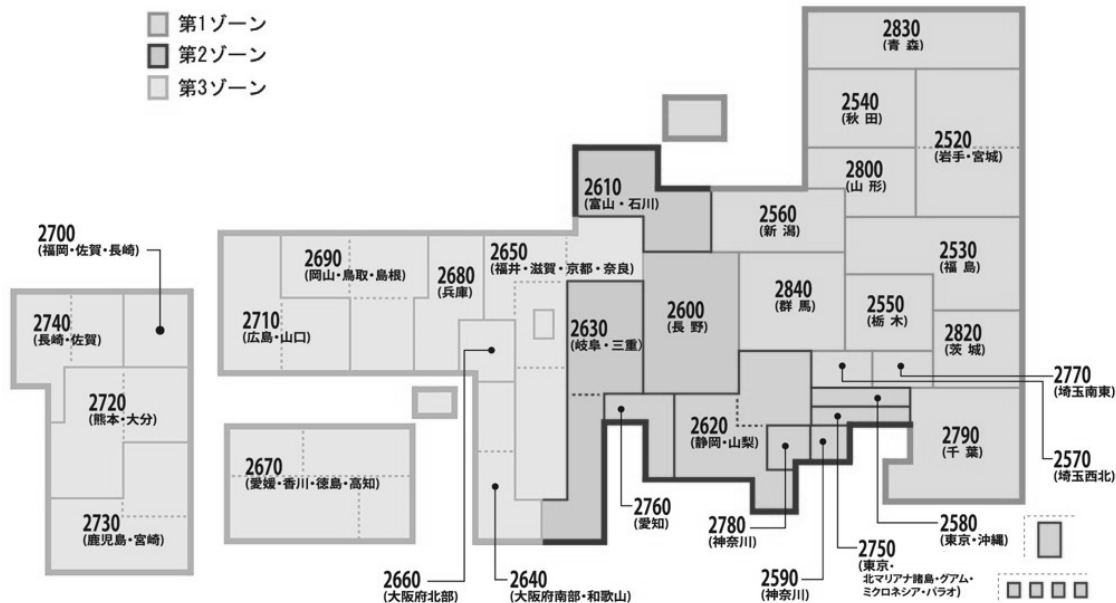 第1ゾーン
第2ゾーン
第3ゾーン
2830
(青森)
2540
(秋田)
2520
(岩手・宮城)
2800
(山形)
2610
(富山・石川)
2560
(新潟)
2700
(福岡・佐賀・長崎)
2690
(岡山・鳥取・島根)
2680
(兵庫)
2650
(福井・滋賀・京都・奈良)
2530
(福島)
2600
(長野)
2840
(群馬)
2550
(栃木)
2740
(長崎・佐賀)
2710
(広島・山口)
2630
(岐阜・三重)
2820
(茨城)
2770
(埼玉南東)
2720
(熊本・大分)
2620
(静岡・山梨)
2790
(千葉)
2570
(埼玉西北)
2670
(愛媛・香川・徳島・高知)
2760
(愛知)
2780
(神奈川)
2580
(東京・沖縄)
2730
(鹿児島・宮崎)
2750
(東京・
北マリアナ諸島・グアム・
ミクロネシア・パラオ)
2660
(大阪府北部)
2640
(大阪府南部・和歌山)
2590
(神奈川)